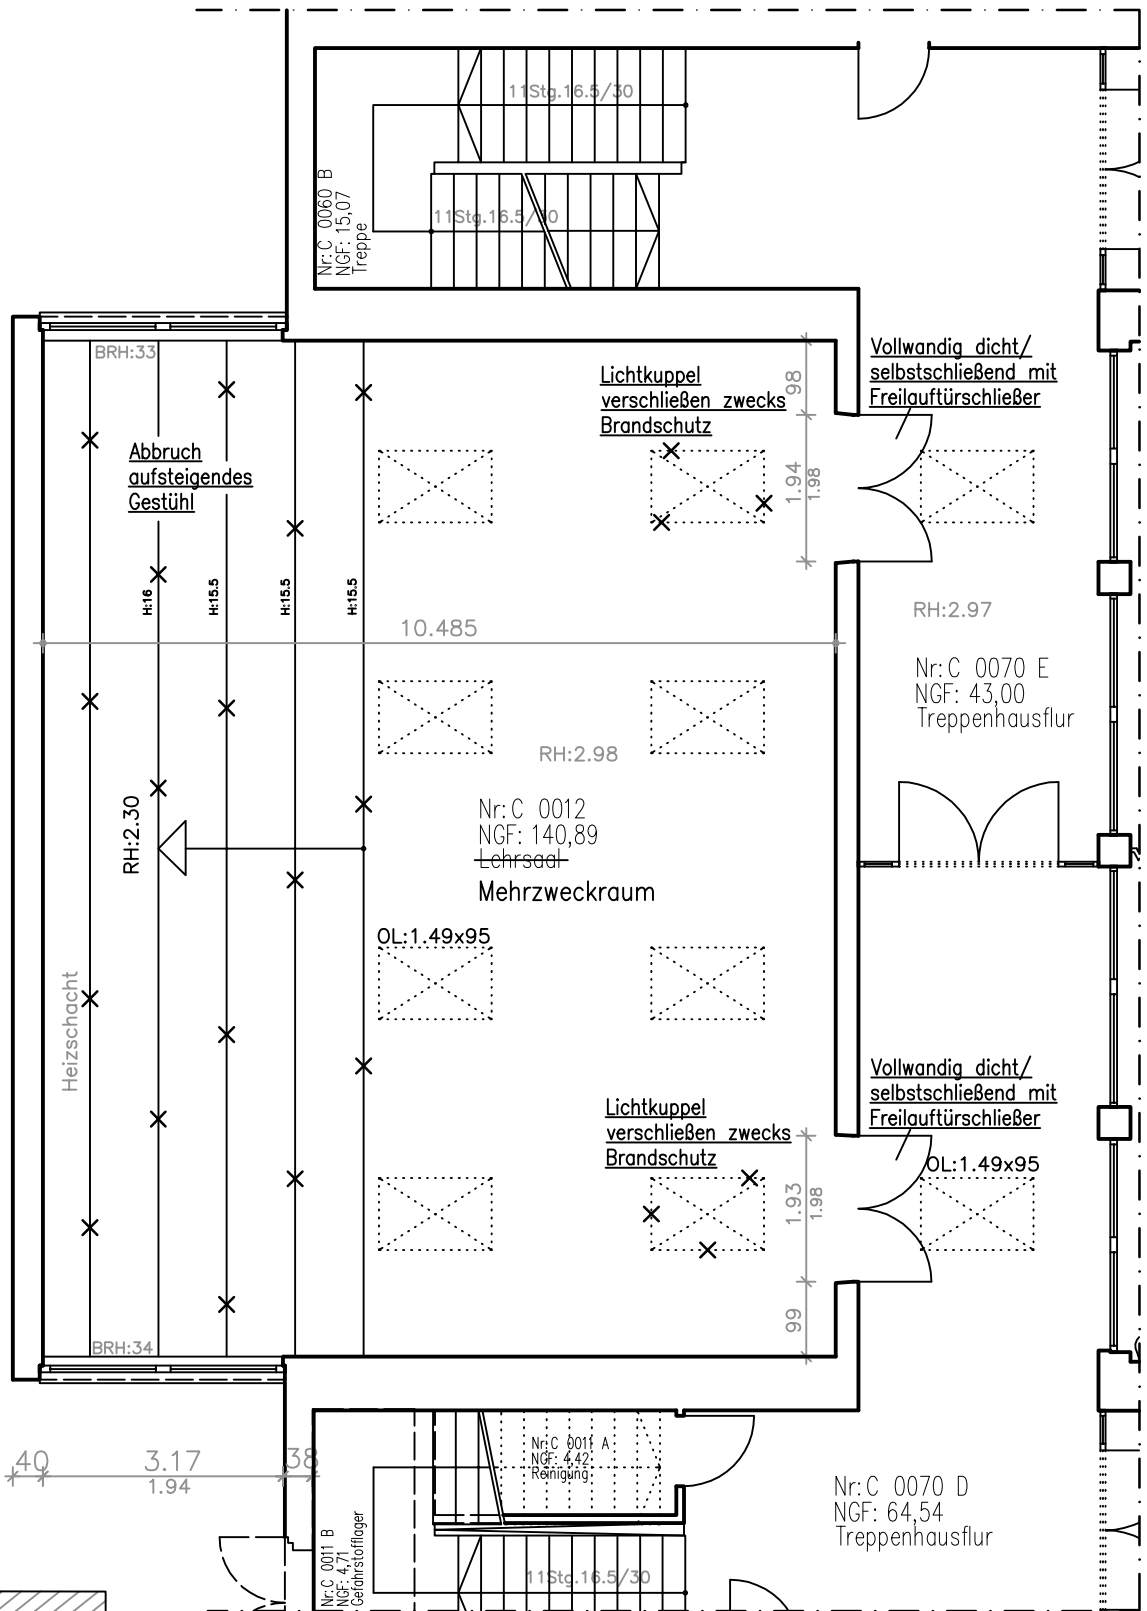 11Stg.16.5/30
11Stg.16.5/30
Nr:C 0060 B
NGF: 15,07
Treppe
BRH:33
Lichtkuppel
verschließen zwecks
Brandschutz
98
Vollwandig dicht/
selbstschließend mit
Freilauftürschließer
Abbruch
aufsteigendes
Gestühl
1.94
1.98
H:16
H:15.5
H:15.5
H:15.5
10.485
RH:2.97
Nr:C 0070 E
NGF: 43,00
Treppenhausflur
RH:2.98
RH:2.30
Nr:C 0012
NGF: 140,89
Lehrsaal
Mehrzweckraum
OL:1.49x95
Heizschacht
Vollwandig dicht/
selbstschließend mit
Freilauftürschließer
Lichtkuppel
verschließen zwecks
Brandschutz
OL:1.49x95
1.93
1.98
99
BRH:34
40
3.17
1.94
38
Nr:C 0011 A
NGF: 4,42
Reinigung
Nr:C 0070 D
NGF: 64,54
Treppenhausflur
Nr:C 0011 B
NGF: 4,71
Gefahrstofflager
11Stg.16.5/30